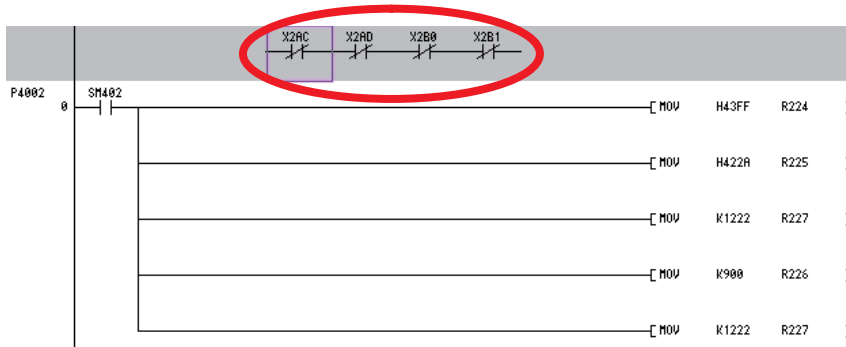 X2AC X2AD X2B0 X2B1
P4002 SM402
0 [ MOV H43FF R224
[ MOV H422A R225
[ MOV K1222 R227
[ MOV K900 R226
[ MOV K1222 R227